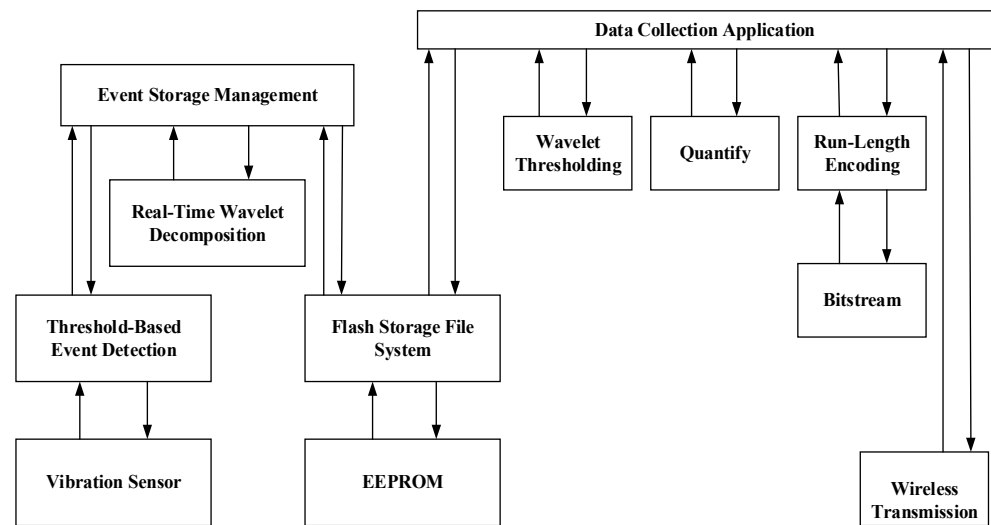 Data Collection Application
Event Storage Management
Wavelet
Thresholding
Quantify
Run-Length
Encoding
Real-Time Wavelet
Decomposition
Bitstream
Threshold-Based
Event Detection
Flash Storage File
System
Vibration Sensor
EEPROM
Wireless
Transmission